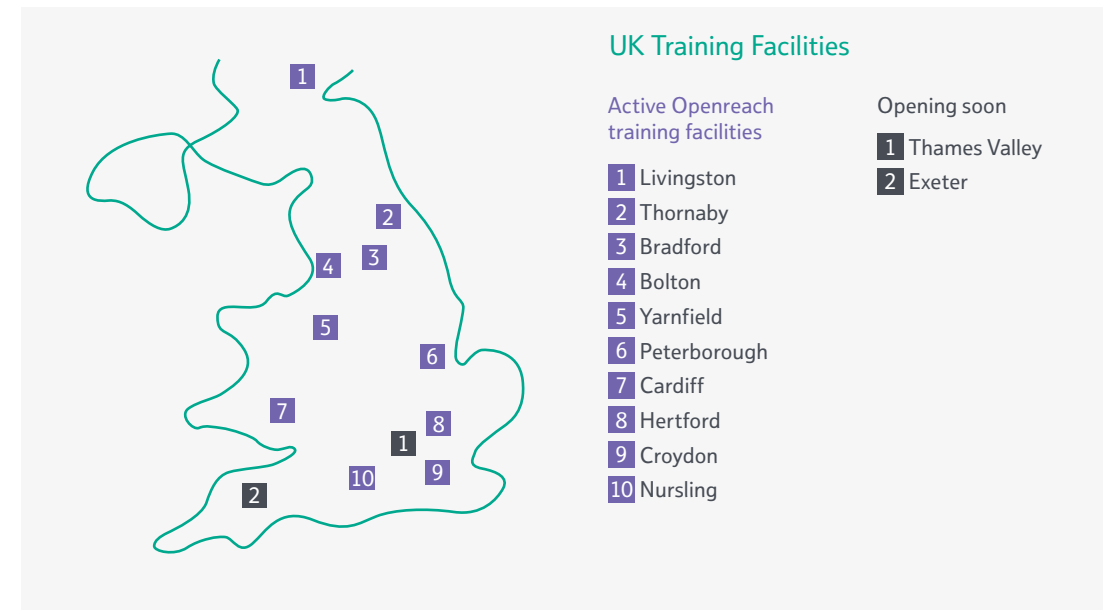 UK Training Facilities
Active Openreach
training facilities
1 Livingston
2 Thornaby
3 Bradford
4 Bolton
5 Yarnfield
6 Peterborough
7 Cardiff
8 Hertford
9 Croydon
10 Nursling
Opening soon
1 Thames Valley
2 Exeter
1
2
3
4
5
6
7
8
1
9
10
2